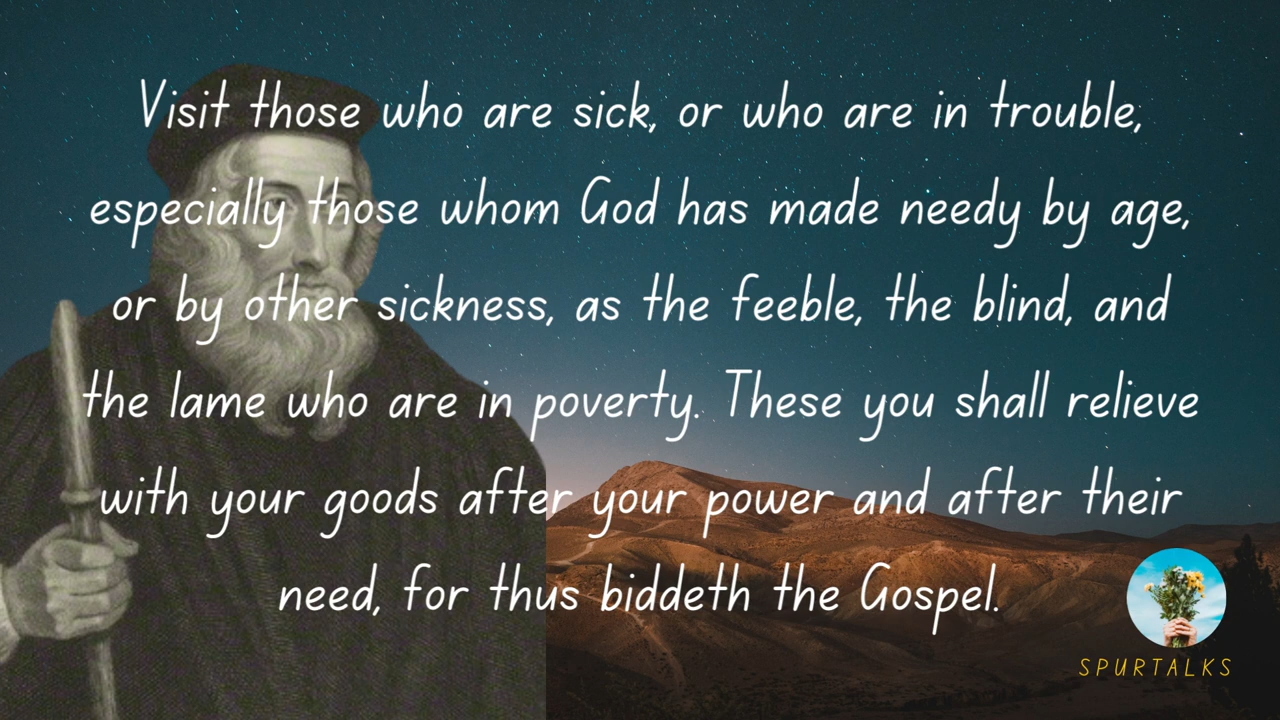 Visit those who are sick, or who are in trouble,
especially those whom God has made needy by age,
or by other sickness, as the feeble, the blind, and
the lame who are in poverty. These you shall relieve
with your goods after your power and after their
need, for thus biddeth the Gospel.
SPURTALKS